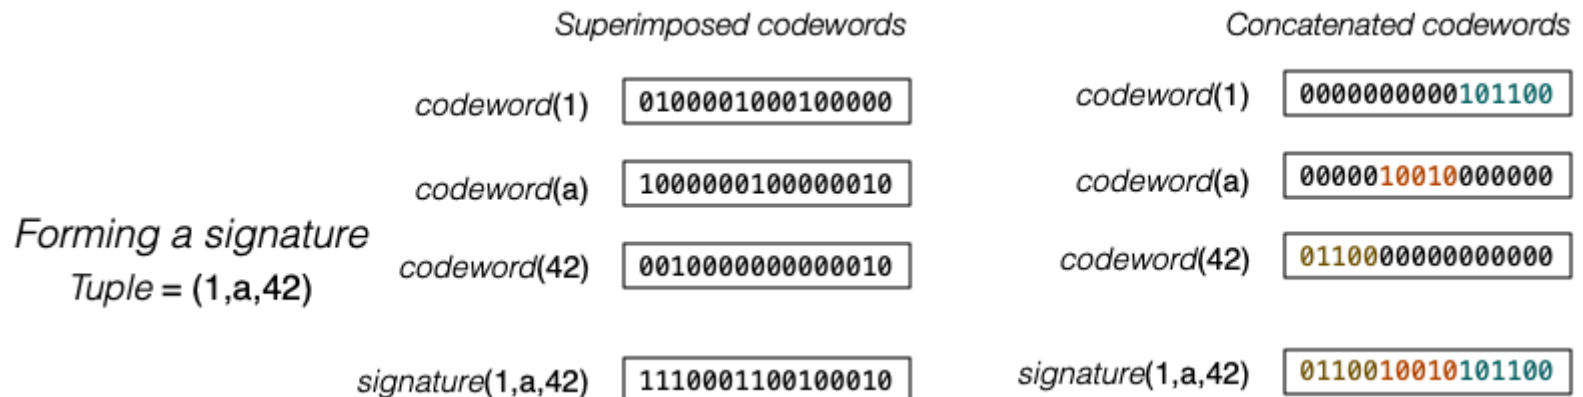 Superimposed codewords Concatenated codewords
codeword(1) 0100001000100000 codeword(1) 0000000000101100
codeword(a) 1000000100000010 codeword(a) 0000010010000000
Forming a signature
Tuple = (1,a,42)
codeword(42) 0010000000000010 codeword(42) 0110000000000000
signature(1,a,42) 1110001100100010 signature(1,a,42) 0110010010101100